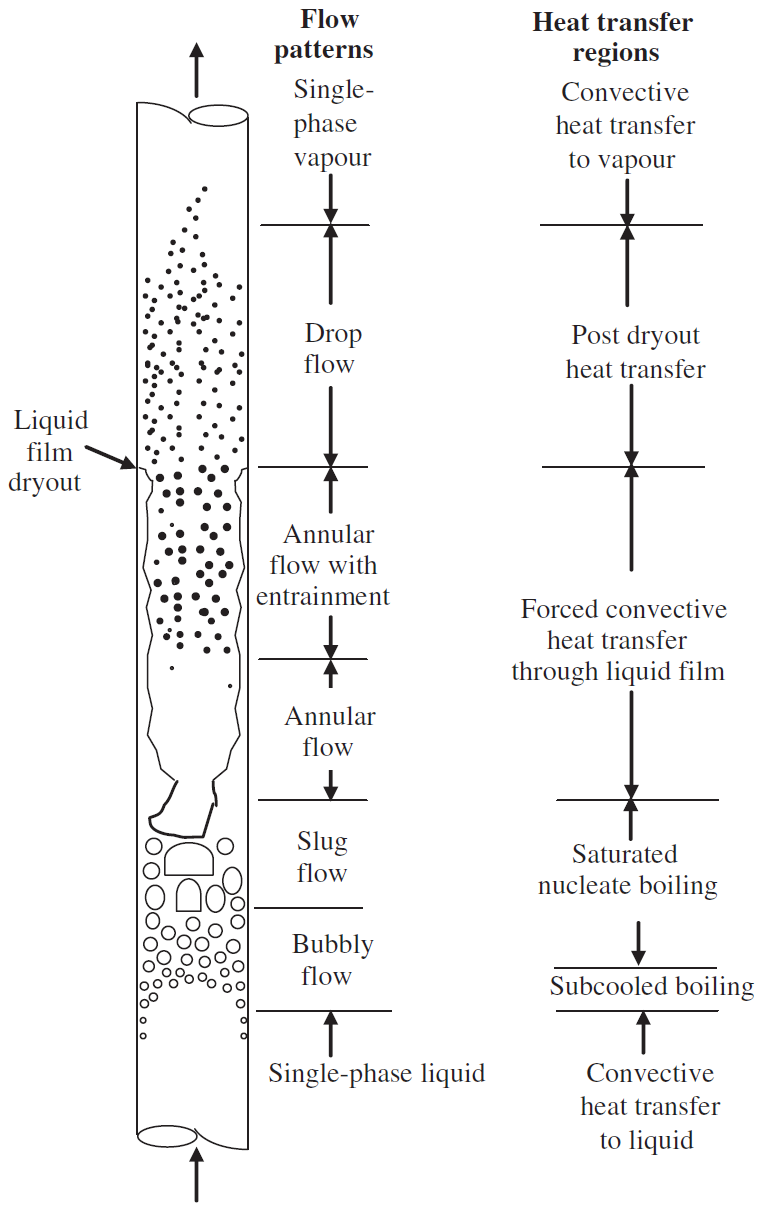 Flow
patterns
Heat transfer
regions
Single-
phase
vapour
Convective
heat transfer
to vapour
Drop
flow
Post dryout
heat transfer
Liquid
film
dryout
Annular
flow with
entrainment
Forced convective
heat transfer
through liquid film
Annular
flow
Slug
flow
Saturated
nucleate boiling
Bubbly
flow
Subcooled boiling
Single-phase liquid
Convective
heat transfer
to liquid